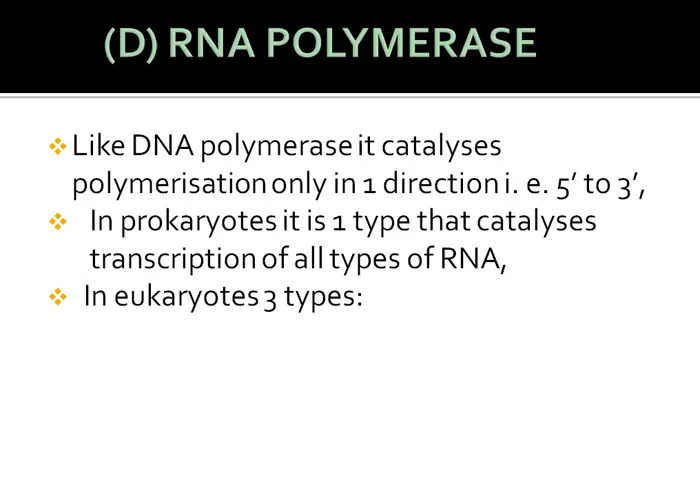 (D) RNA POLYMERASE
❖ Like DNA polymerase it catalyses
polymerisation only in 1 direction i. e. 5′ to 3′,
❖ In prokaryotes it is 1 type that catalyses
transcription of all types of RNA,
❖ In eukaryotes 3 types: